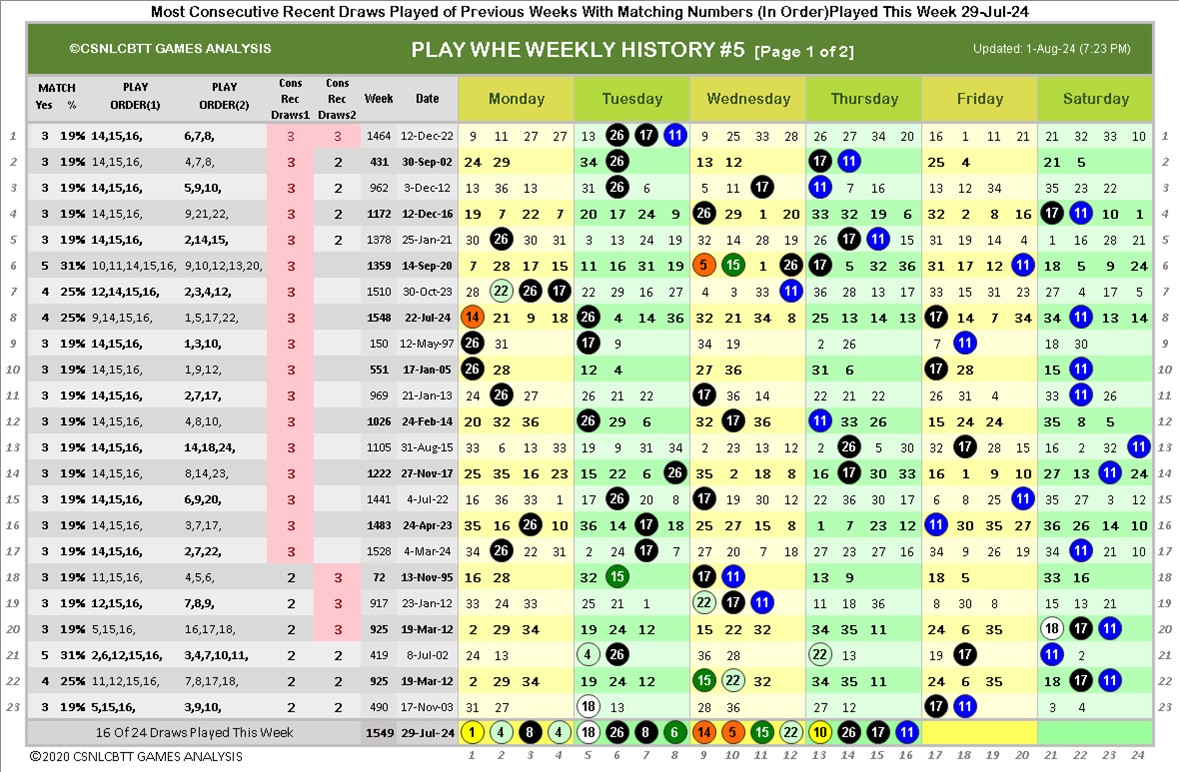 Most Consecutive Recent Draws Played of Previous Weeks With Matching Numbers (In Order)Played This Week 29-Jul-24
©CSNLCBTT GAMES ANALYSIS PLAY WHE WEEKLY HISTORY #5 [Page 1 of 2] Updated: 1-Aug-24 (7:23 PM)
MATCH Yes % PLAY ORDER(1) PLAY ORDER(2) Cons Rec Draws1 Cons Rec Draws2 Week Date Monday Tuesday Wednesday Thursday Friday Saturday
1 3 19% 14,15,16, 6,7,8, 3 3 1464 12-Dec-22 9 11 27 27 13 26 17 11 9 25 33 28 26 27 34 20 16 1 11 21 21 32 30 10 1
2 3 19% 14,15,16, 4,7,8, 3 2 431 30-Sep-02 24 29 34 26 13 12 17 11 25 4 21 5 2
3 3 19% 14,15,16, 5,9,10, 3 2 962 3-Dec-12 13 36 13 31 26 6 5 11 17 11 7 16 13 12 34 35 23 22 3
4 3 19% 14,15,16, 9,21,22, 3 2 1172 12-Dec-16 19 7 22 7 20 17 24 9 26 29 1 20 33 32 19 6 32 2 8 16 17 11 10 1 4
5 3 19% 14,15,16, 2,14,15, 3 2 1378 25-Jan-21 30 26 30 31 3 13 24 19 32 14 28 19 26 17 11 15 31 19 14 4 1 16 28 21 5
6 5 31% 10,11,14,15,16, 9,10,12,13,20, 3 1359 14-Sep-20 7 28 17 15 11 16 31 19 5 15 1 26 17 5 32 36 31 17 12 11 18 5 9 24 6
7 4 25% 12,14,15,16, 2,3,4,12, 3 1510 30-Oct-23 28 22 26 17 22 29 16 27 4 3 33 11 36 28 13 17 33 15 31 23 27 4 17 5 7
8 4 25% 9,14,15,16, 1,5,17,22, 3 1548 22-Jul-24 14 21 9 18 26 4 14 36 32 21 34 8 25 13 14 13 17 14 7 34 34 11 13 14 8
9 3 19% 14,15,16, 1,3,10, 3 150 12-May-97 26 31 17 9 34 19 2 26 7 11 18 30 9
10 3 19% 14,15,16, 1,9,12, 3 551 17-Jan-05 26 28 12 4 27 36 31 6 17 28 15 11 10
11 3 19% 14,15,16, 2,7,17, 3 969 21-Jan-13 24 26 27 26 21 22 17 36 14 22 21 22 26 31 4 33 11 26 11
12 3 19% 14,15,16, 4,8,10, 3 1026 24-Feb-14 20 32 36 26 29 6 32 17 36 11 33 26 15 24 24 35 8 5 12
13 3 19% 14,15,16, 14,18,24, 3 1105 31-Aug-15 33 6 13 33 19 9 31 34 2 23 13 12 2 26 5 30 32 17 28 15 16 2 32 11 13
14 3 19% 14,15,16, 8,14,23, 3 1222 27-Nov-17 25 35 16 23 15 22 6 26 35 2 18 8 16 17 30 33 16 1 9 10 27 13 11 24 14
15 3 19% 14,15,16, 6,9,20, 3 1441 4-Jul-22 16 36 33 1 17 26 20 8 17 19 30 12 22 36 30 17 6 8 25 11 35 27 3 12 15
16 3 19% 14,15,16, 3,7,17, 3 1483 24-Apr-23 35 16 26 10 36 14 17 18 25 27 15 8 1 7 23 12 11 30 35 27 36 26 14 10 16
17 3 19% 14,15,16, 2,7,22, 3 1528 4-Mar-24 34 26 22 31 2 24 17 7 27 20 7 18 27 23 27 16 34 9 26 19 34 11 21 10 17
18 3 19% 11,15,16, 4,5,6, 2 3 72 13-Nov-95 16 28 32 15 17 11 13 9 18 5 33 16 18
19 3 19% 12,15,16, 7,8,9, 2 3 917 23-Jan-12 33 24 33 25 21 1 22 17 11 11 18 36 8 30 8 15 13 21 19
20 3 19% 5,15,16, 16,17,18, 2 3 925 19-Mar-12 2 29 34 19 24 12 15 22 32 34 35 11 24 6 35 18 17 11 20
21 5 31% 2,6,12,15,16, 3,4,7,10,11, 2 2 419 8-Jul-02 24 13 4 26 36 28 22 13 19 17 11 2 21
22 4 25% 11,12,15,16, 7,8,17,18, 2 2 925 19-Mar-12 2 29 34 19 24 12 15 22 32 34 35 11 24 6 35 18 17 11 22
23 3 19% 5,15,16, 3,9,10, 2 2 490 17-Nov-03 31 27 18 13 28 36 27 12 17 11 3 4 23
16 Of 24 Draws Played This Week 1549 29-Jul-24 1 4 8 4 18 26 8 6 14 5 15 22 10 26 17 11
©2020 CSNLCBTT GAMES ANALYSIS 1 2 3 4 5 6 7 8 9 10 11 12 13 14 15 16 17 18 19 20 21 22 23 24